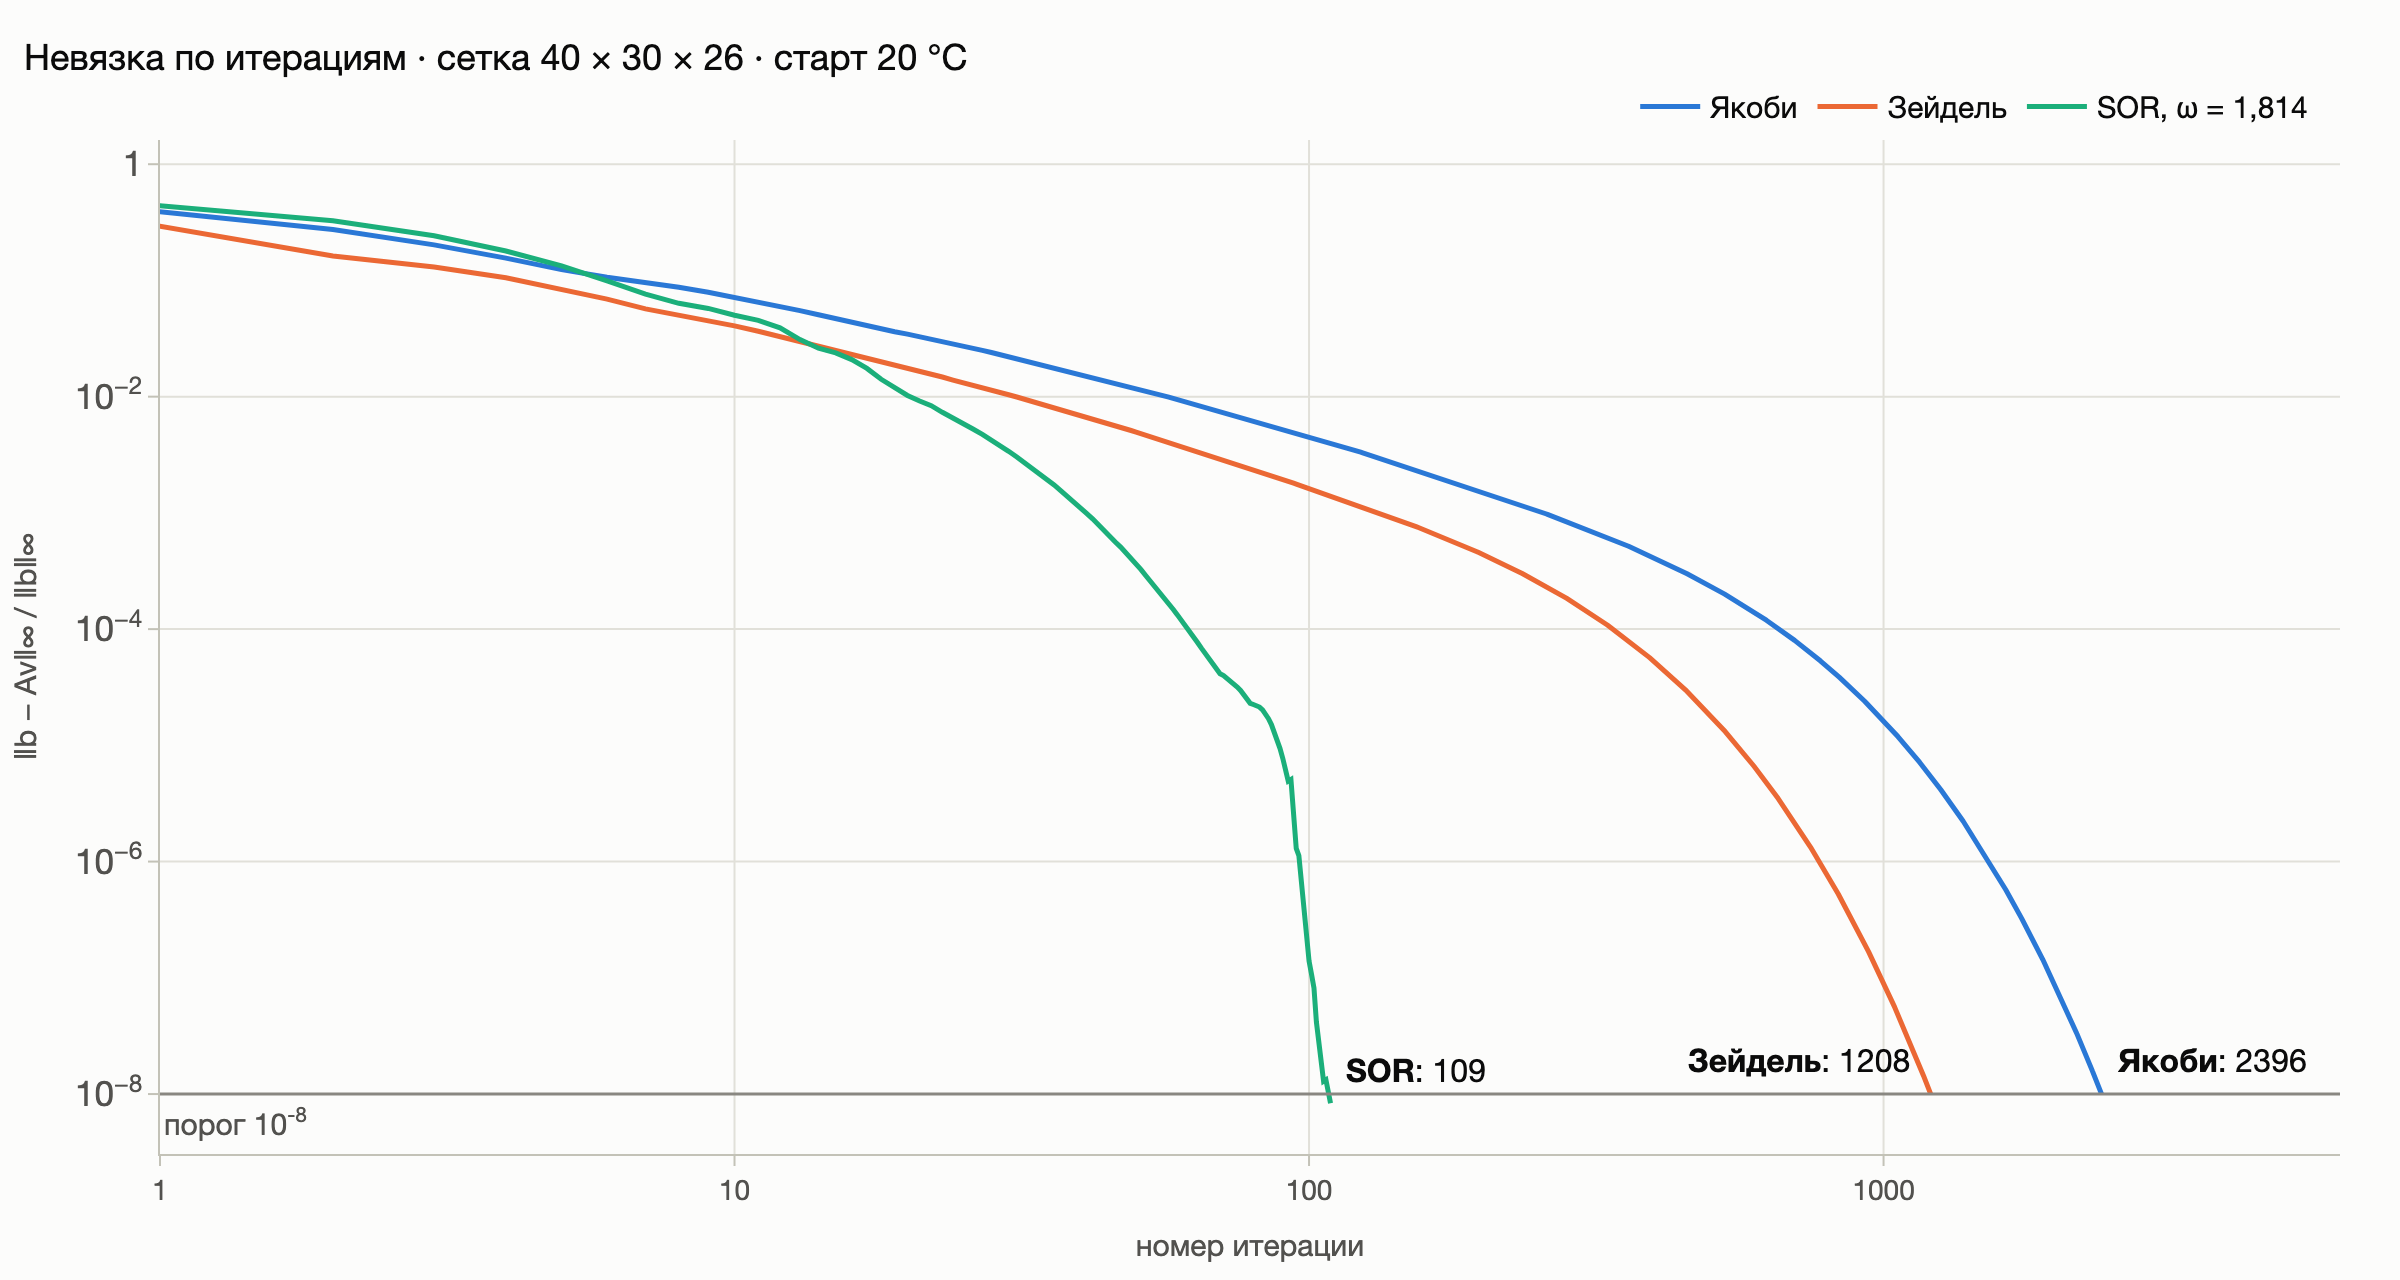 Невязка по итерациям · сетка 40 × 30 × 26 · старт 20 °C
Якоби Зейдель SOR, ω = 1,814
1
10⁻²
10⁻⁴
10⁻⁶
10⁻⁸
‖b − Av‖∞ / ‖b‖∞
SOR: 109
Зейдель: 1208
Якоби: 2396
порог 10⁻⁸
1 10 100 1000
номер итерации